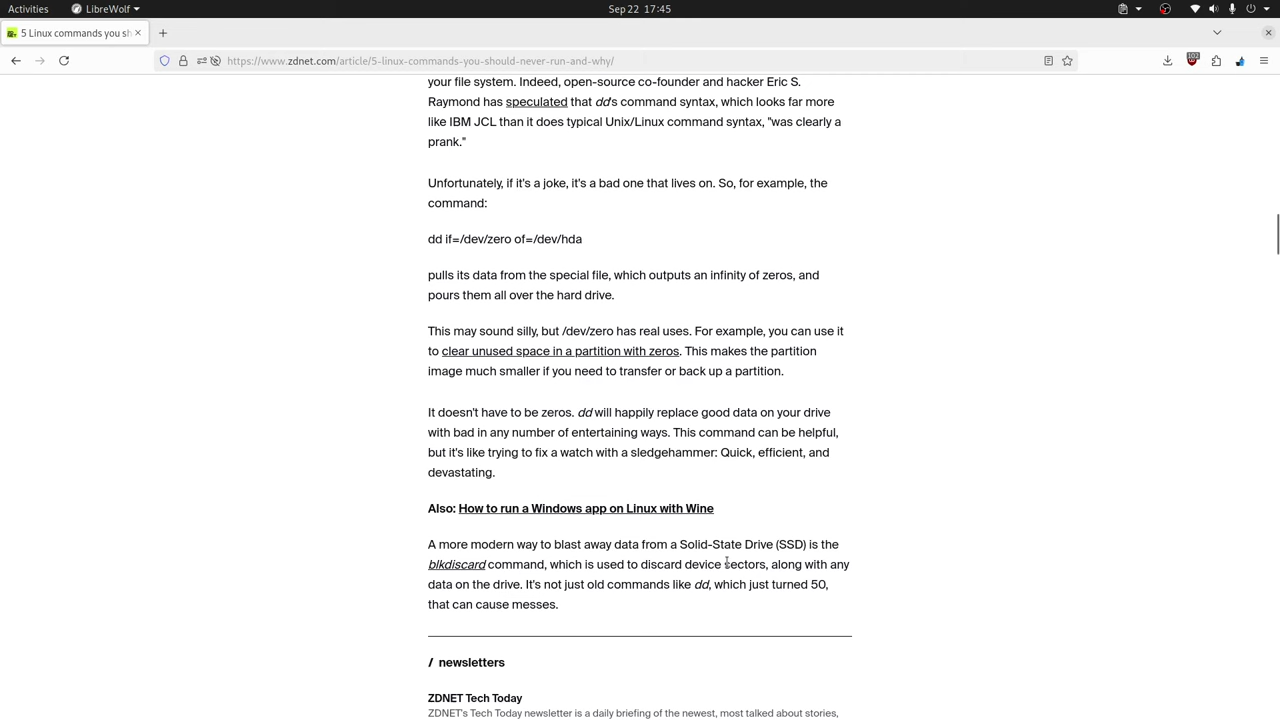 Activities
LibreWolf
Sep 22 17:45
5 Linux commands you sh
https://www.zdnet.com/article/5-linux-commands-you-should-never-run-and-why/
your file system. Indeed, open-source co-founder and hacker Eric S.
Raymond has speculated that dd's command syntax, which looks far more
like IBM JCL than it does typical Unix/Linux command syntax, "was clearly a
prank."
Unfortunately, if it's a joke, it's a bad one that lives on. So, for example, the
command:
dd if=/dev/zero of=/dev/hda
pulls its data from the special file, which outputs an infinity of zeros, and
pours them all over the hard drive.
This may sound silly, but /dev/zero has real uses. For example, you can use it
to clear unused space in a partition with zeros. This makes the partition
image much smaller if you need to transfer or back up a partition.
It doesn't have to be zeros. dd will happily replace good data on your drive
with bad in any number of entertaining ways. This command can be helpful,
but it's like trying to fix a watch with a sledgehammer: Quick, efficient, and
devastating.
Also: How to run a Windows app on Linux with Wine
A more modern way to blast away data from a Solid-State Drive (SSD) is the
blkdiscard command, which is used to discard device sectors, along with any
data on the drive. It's not just old commands like dd, which just turned 50,
that can cause messes.
/ newsletters
ZDNET Tech Today
ZDNET's Tech Today newsletter is a daily briefing of the newest, most talked about stories,